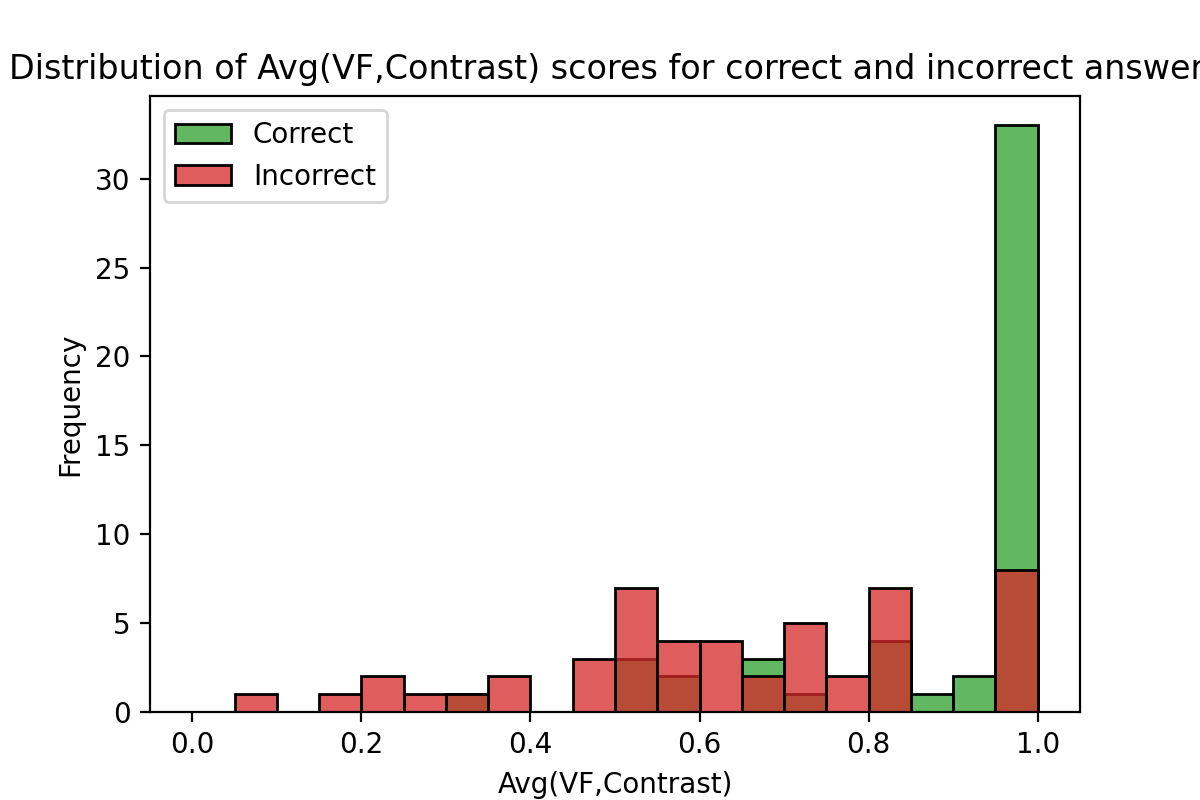 Distribution of Avg(VF,Contrast) scores for correct and incorrect answer
Correct
Incorrect
Frequency
30
25
20
15
10
5
0
0.0 0.2 0.4 0.6 0.8 1.0
Avg(VF,Contrast)